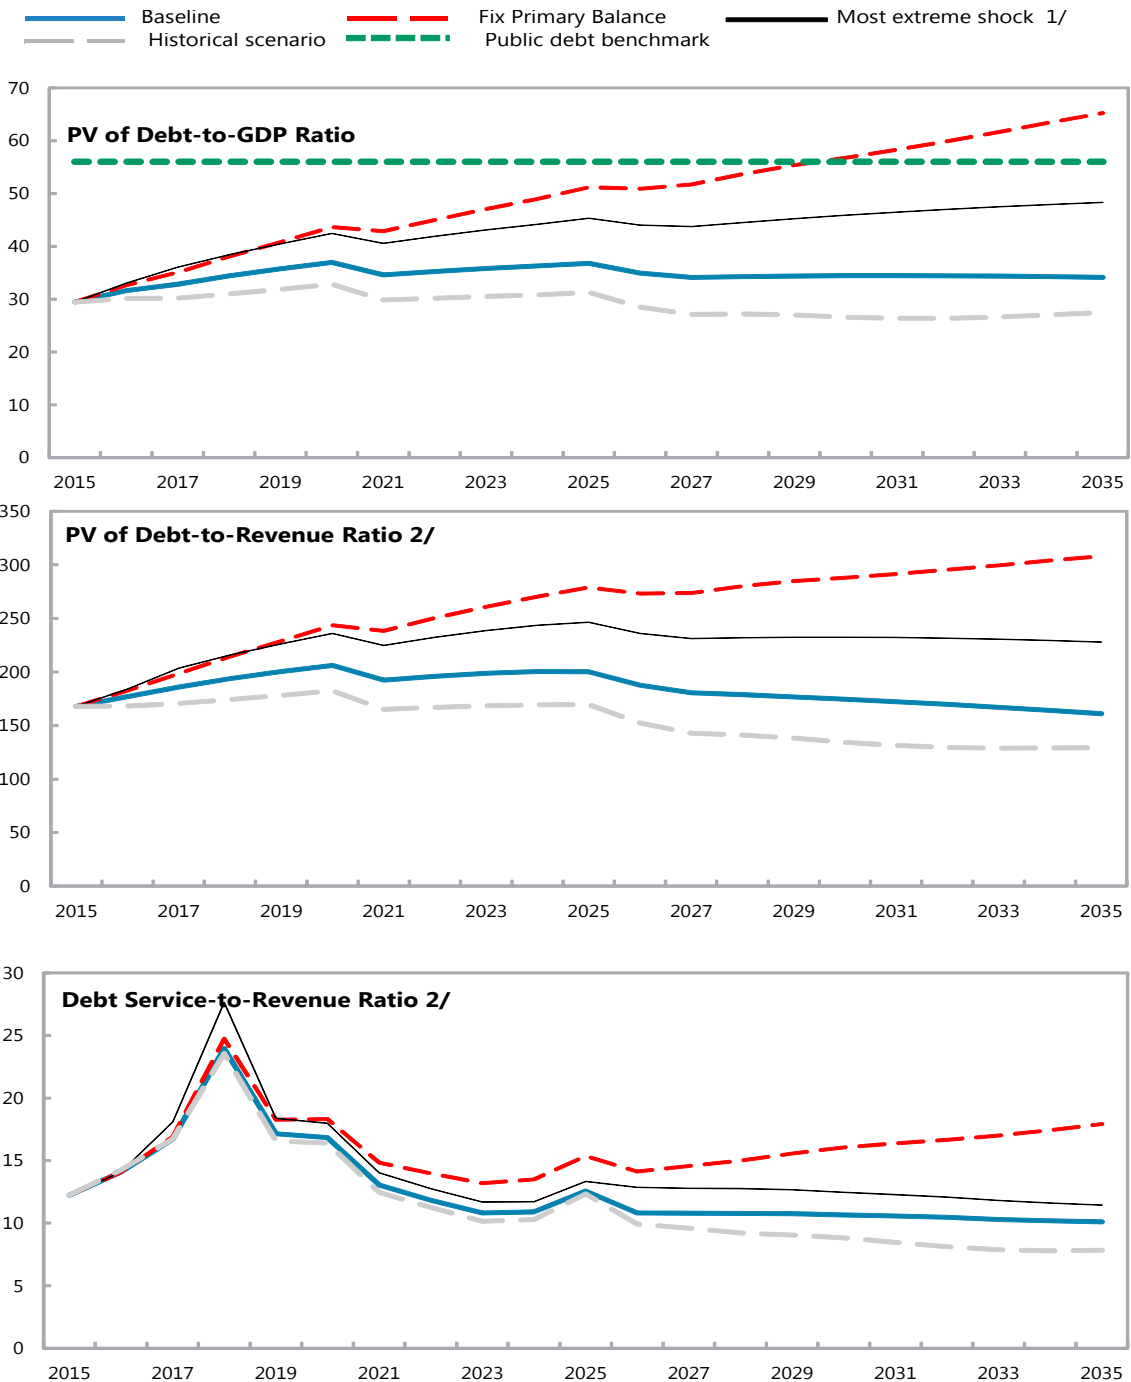 Baseline Fix Primary Balance Most extreme shock 1/
Historical scenario Public debt benchmark
70
PV of Debt-to-GDP Ratio
60
50
40
30
20
10
0
2015 2017 2019 2021 2023 2025 2027 2029 2031 2033 2035
350
PV of Debt-to-Revenue Ratio 2/
300
250
200
150
100
50
0
2015 2017 2019 2021 2023 2025 2027 2029 2031 2033 2035
30
Debt Service-to-Revenue Ratio 2/
25
20
15
10
5
0
2015 2017 2019 2021 2023 2025 2027 2029 2031 2033 2035